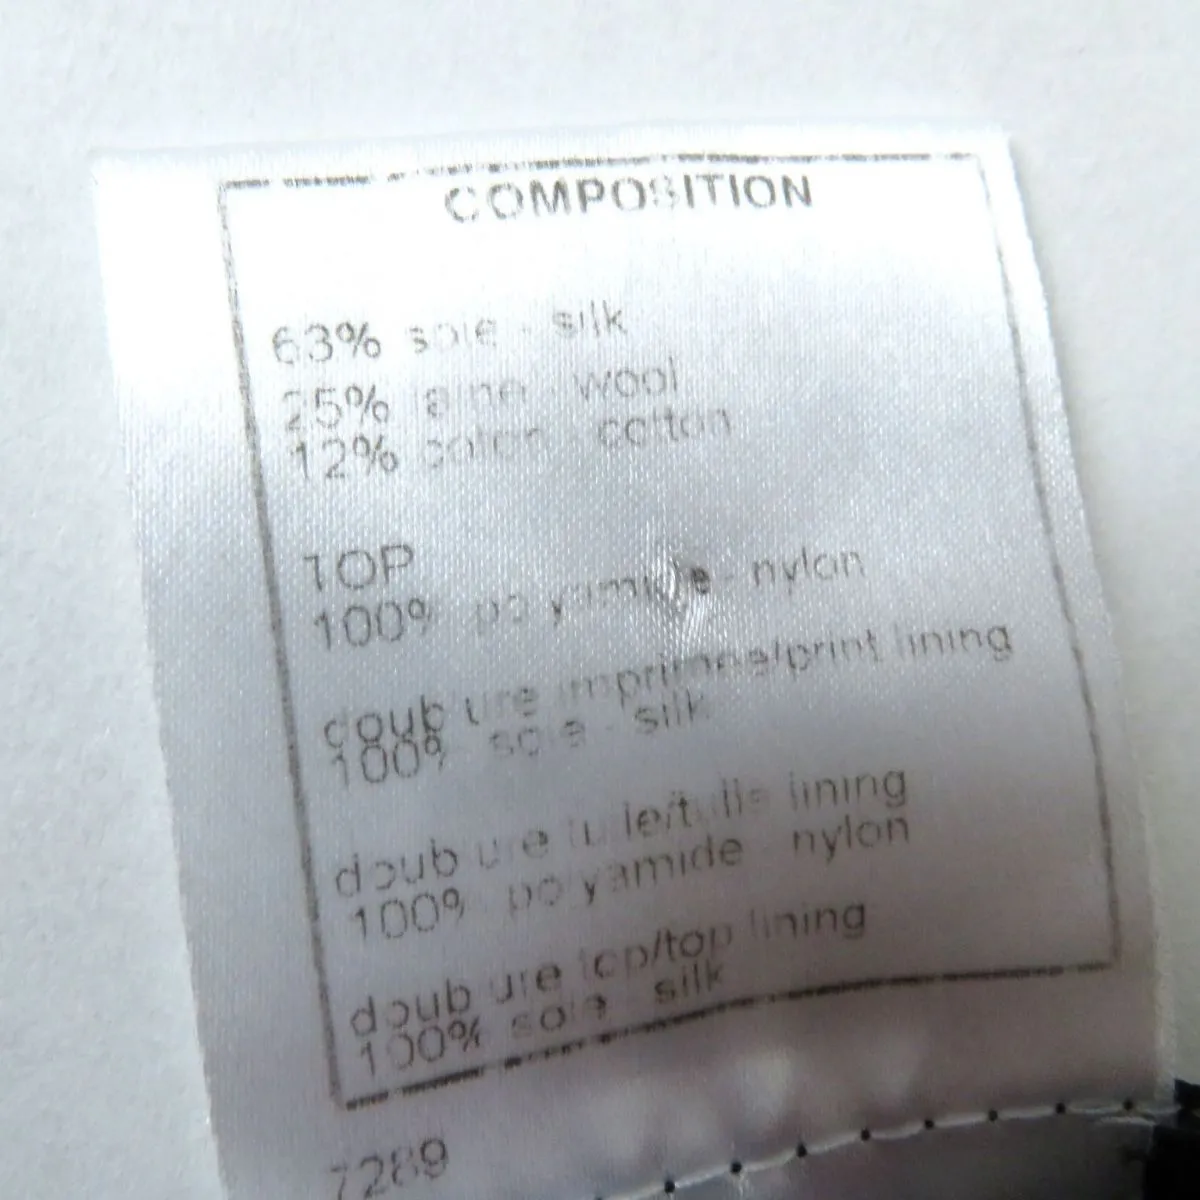 COMPOSITION
63% soie - silk
25% laine - wool
12% coton - cotton
TOP
100% polyamide - nylon
doublure imprimee/print lining
100% soie - silk
doublure tulle/tulle lining
100% polyamide - nylon
doublure top/top lining
100% soie - silk
7289